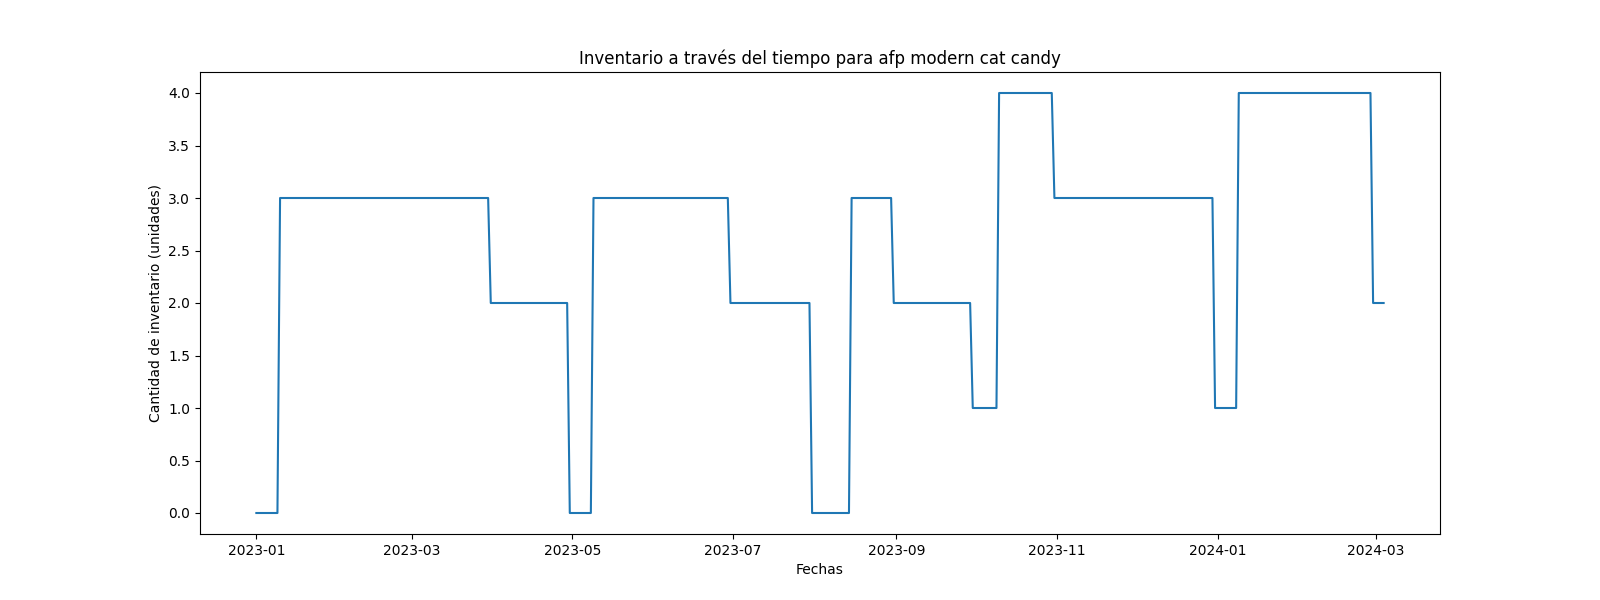 Inventario a través del tiempo para afp modern cat candy
Cantidad de inventario (unidades)
4.0
3.5
3.0
2.5
2.0
1.5
1.0
0.5
0.0
2023-01 2023-03 2023-05 2023-07 2023-09 2023-11 2024-01 2024-03
Fechas